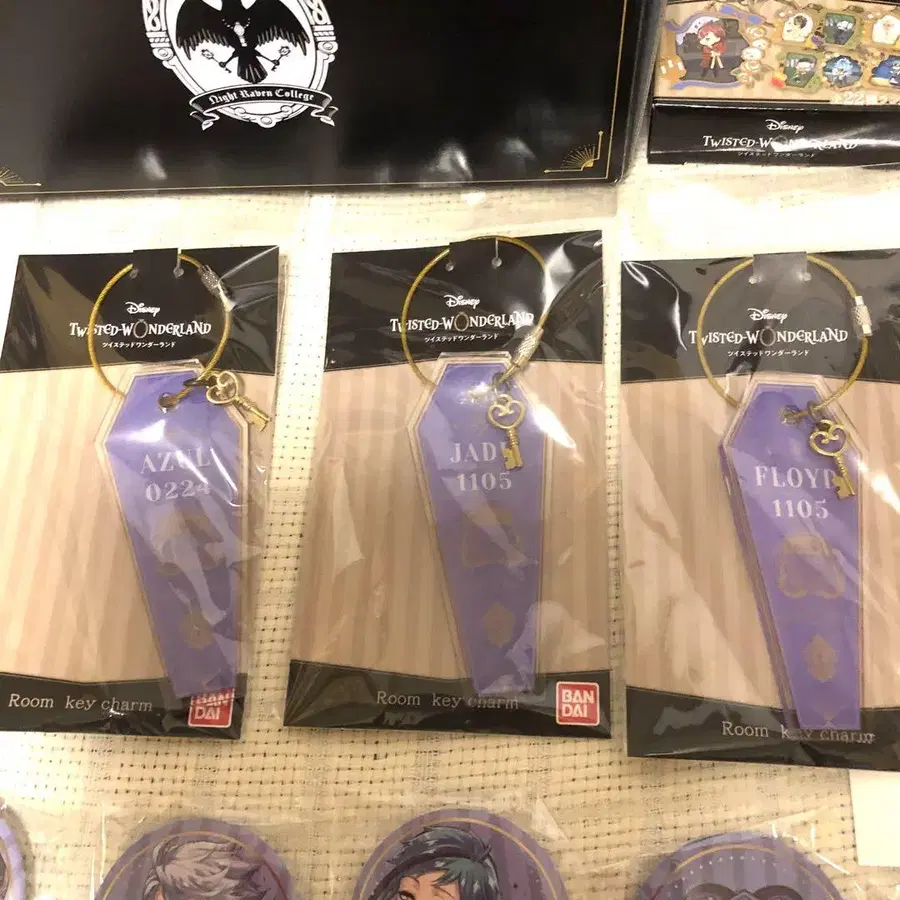 Night Raven College
Disney
TWISTED-WONDERLAND
ツイステッドワンダーランド
Disney
TWISTED-WONDERLAND
ツイステッドワンダーランド
AZUL
0224
Room key charm
BAN
DAI
Disney
TWISTED-WONDERLAND
ツイステッドワンダーランド
JADE
1105
Room key charm
BAN
DAI
Disney
TWISTED-WONDERLAND
ツイステッドワンダーランド
FLOYD
1105
Room key charm